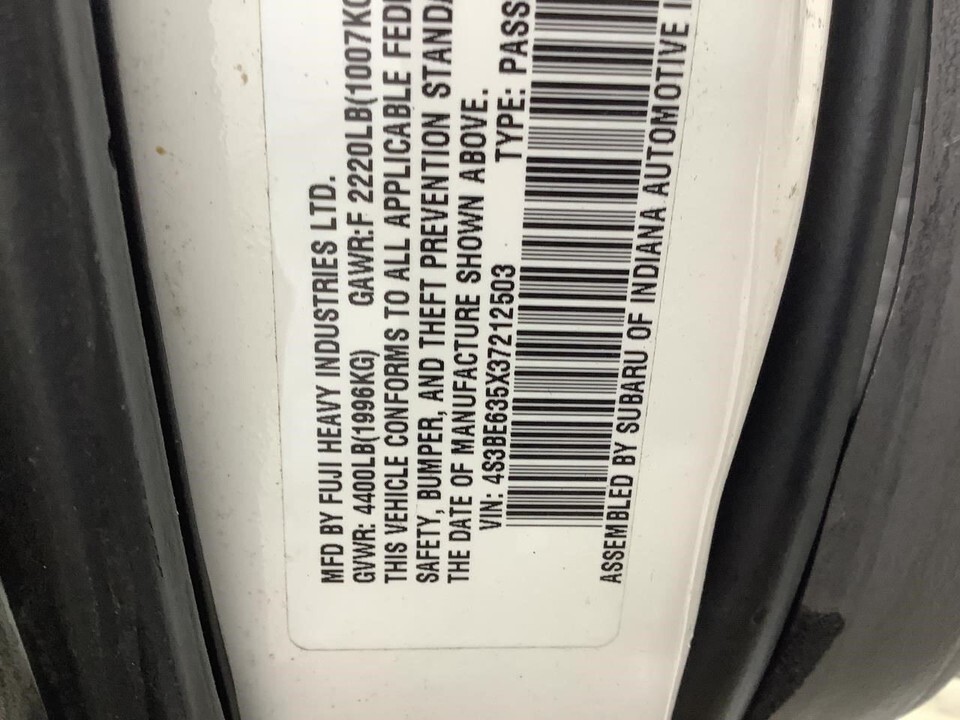 MFD BY FUJI HEAVY INDUSTRIES LTD.
GVWR: 4400LB(1996KG) GAWR:F 2220LB(1007KG
THIS VEHICLE CONFORMS TO ALL APPLICABLE FEDE
SAFETY, BUMPER, AND THEFT PREVENTION STANDA
THE DATE OF MANUFACTURE SHOWN ABOVE.
VIN: 4S3BE635X37212503 TYPE: PASS
ASSEMBLED BY SUBARU OF INDIANA AUTOMOTIVE I